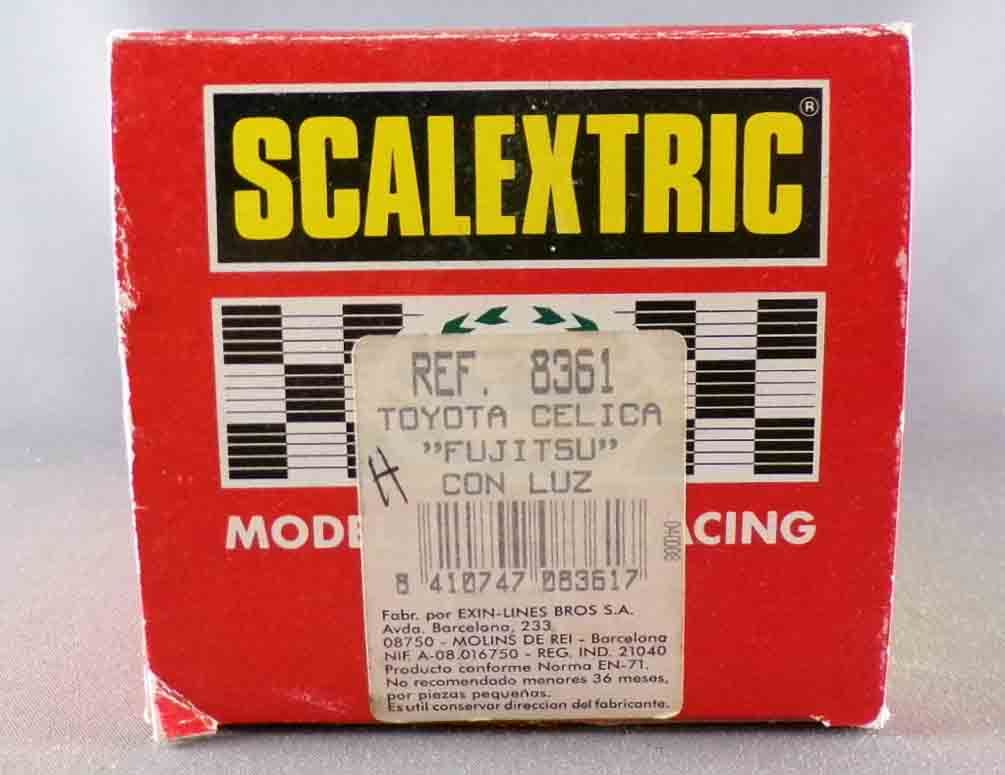 SCALEXTRIC®
REF. 8361
TOYOTA CELICA
"FUJITSU"
H
CON LUZ
MODE
ACING
8 410747 083617
Fabr. por EXIN-LINES BROS S.A.
Avda. Barcelona, 233
08750 - MOLINS DE REI - Barcelona
NIF. A-08.016750 - REG. IND. 21040
Producto conforme Norma EN-71.
No recomendado menores 36 meses,
por piezas pequeñas.
Es util conservar direccion del fabricante.